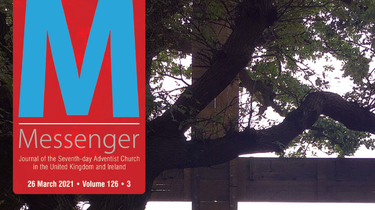 M
Messenger
Journal of the Seventh-day Adventist Church
in the United Kingdom and Ireland
26 March 2021 • Volume 126 • 3